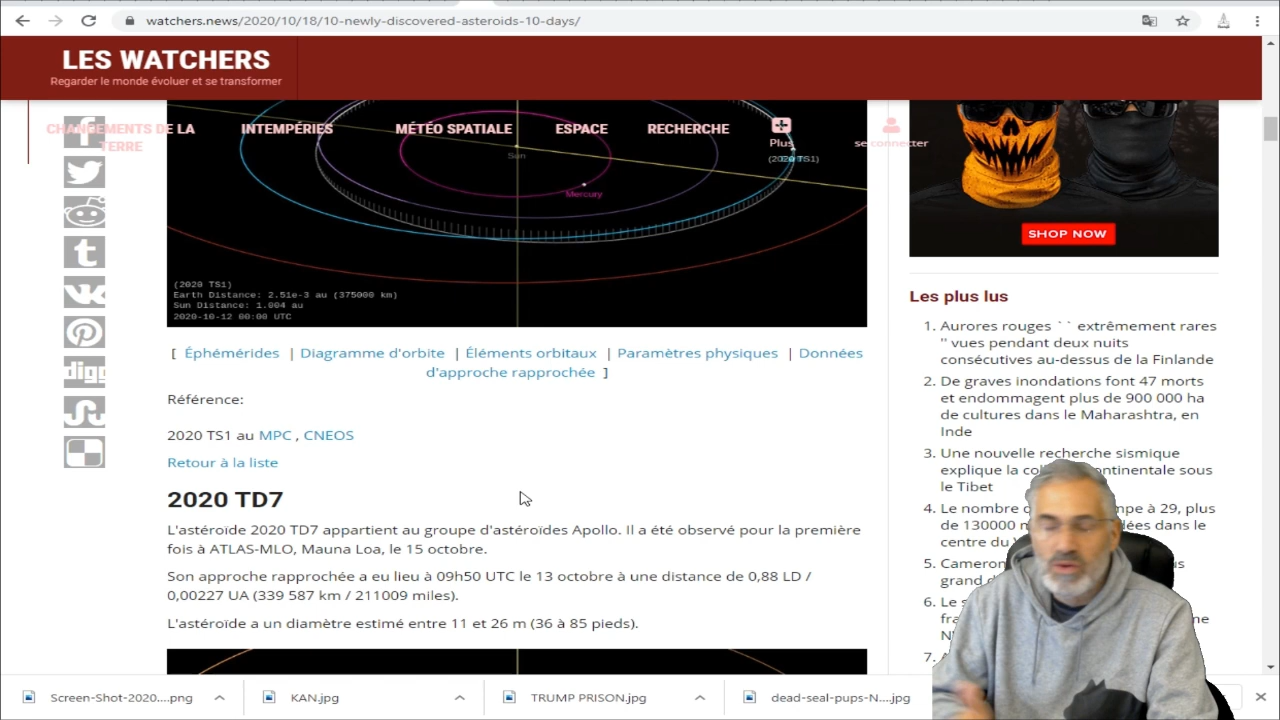 watchers.news/2020/10/18/10-newly-discovered-asteroids-10-days/
LES WATCHERS
Regarder le monde évoluer et se transformer
CHANGEMENTS DE LA
TERRE
INTEMPÉRIES
MÉTÉO SPATIALE
ESPACE
RECHERCHE
Plus
se connecter
Sun
Mercury
(2020 TS1)
Earth Distance: 2.51e-3 au (375000 km)
Sun Distance: 1.004 au
2020-10-12 00:00 UTC
[ Éphémérides | Diagramme d'orbite | Éléments orbitaux | Paramètres physiques | Données
d'approche rapprochée ]
Référence:
2020 TS1 au MPC , CNEOS
Retour à la liste
2020 TD7
L'astéroïde 2020 TD7 appartient au groupe d'astéroïdes Apollo. Il a été observé pour la première
fois à ATLAS-MLO, Mauna Loa, le 15 octobre.
Son approche rapprochée a eu lieu à 09h50 UTC le 13 octobre à une distance de 0,88 LD /
0,00227 UA (339 587 km / 211009 miles).
L'astéroïde a un diamètre estimé entre 11 et 26 m (36 à 85 pieds).
digg
SHOP NOW
Les plus lus
1. Aurores rouges `` extrêmement rares
'' vues pendant deux nuits
consécutives au-dessus de la Finlande
2. De graves inondations font 47 morts
et endommagent plus de 900 000 ha
de cultures dans le Maharashtra, en
Inde
3. Une nouvelle recherche sismique
explique la continentale sous
le Tibet
4. Le nombre à 29, plus
de 130000 dans le
centre du
5. Cameron
grand
6. Le
7.
Screen-Shot-2020....png
KAN.jpg
TRUMP PRISON.jpg
dead-seal-pups-N....jpg